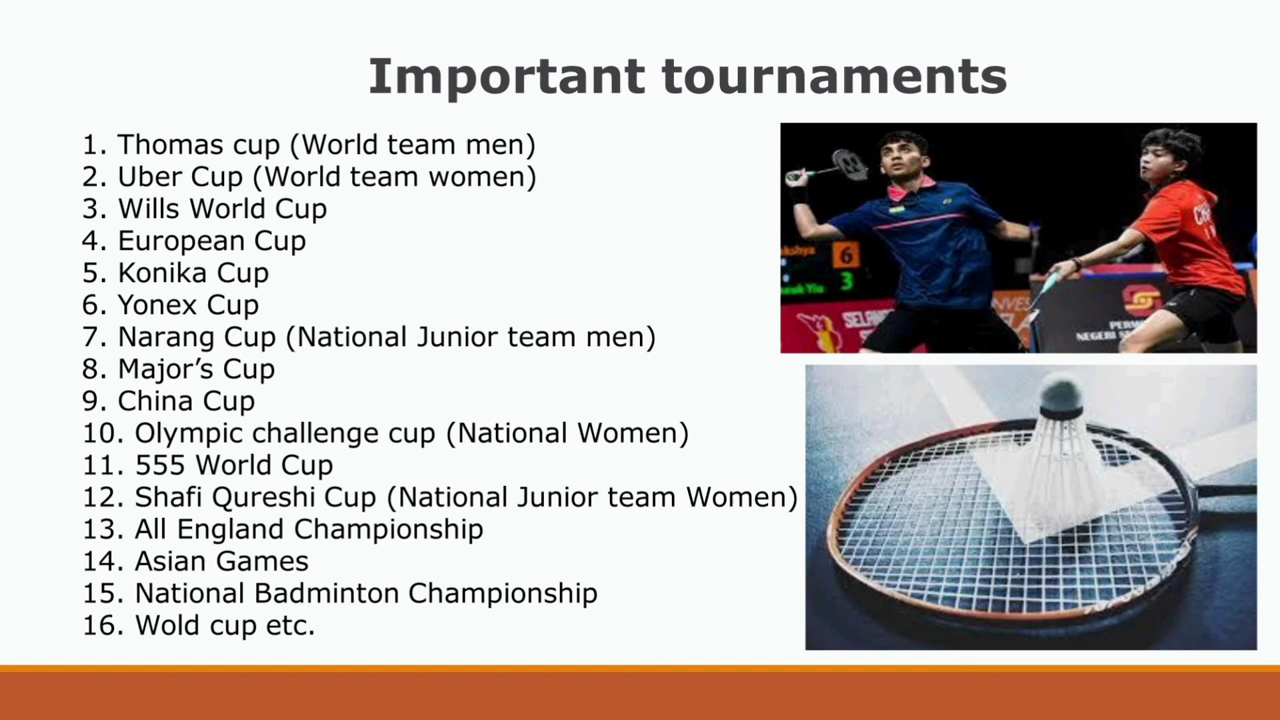 Important tournaments
1. Thomas cup (World team men)
2. Uber Cup (World team women)
3. Wills World Cup
4. European Cup
5. Konika Cup
6. Yonex Cup
7. Narang Cup (National Junior team men)
8. Major’s Cup
9. China Cup
10. Olympic challenge cup (National Women)
11. 555 World Cup
12. Shafi Qureshi Cup (National Junior team Women)
13. All England Championship
14. Asian Games
15. National Badminton Championship
16. Wold cup etc.
6
3